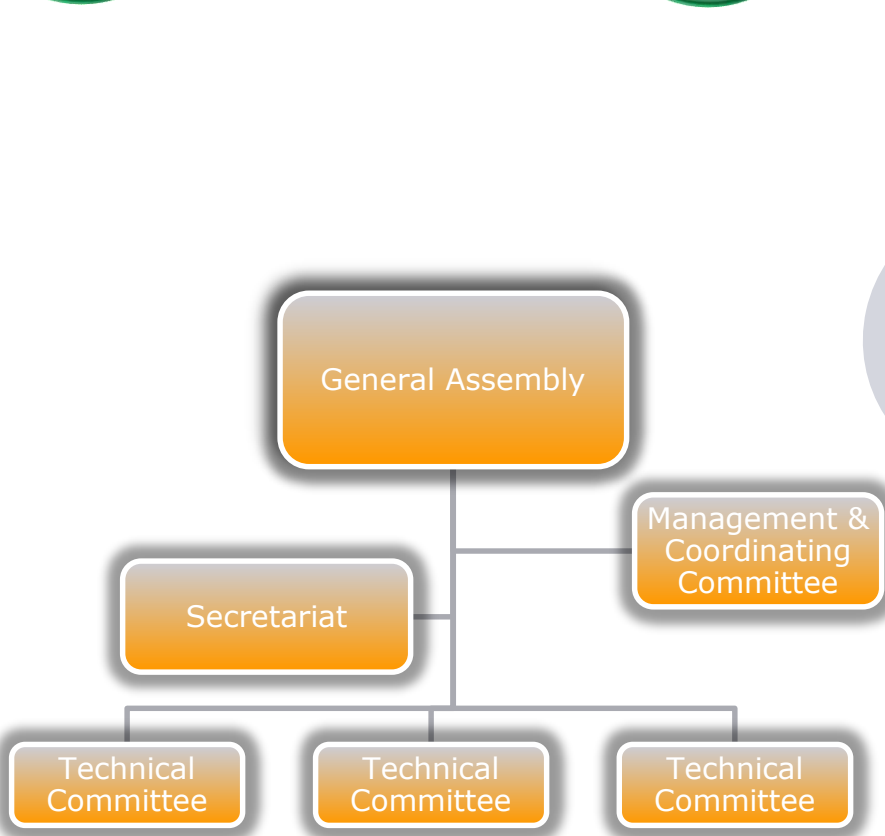 General Assembly
Management &
Coordinating
Committee
Secretariat
Technical
Committee
Technical
Committee
Technical
Committee